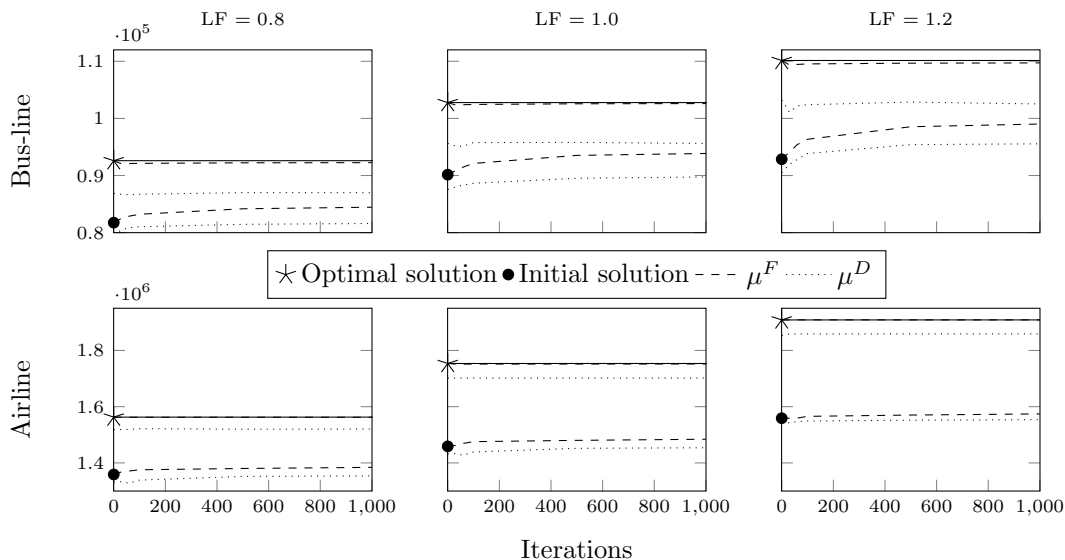 LF = 0.8
LF = 1.0
LF = 1.2
·10^5
Bus-line
1.1
1
0.9
0.8
Optimal solution Initial solution μ^F μ^D
·10^6
Airline
1.8
1.6
1.4
0 200 400 600 800 1,000
0 200 400 600 800 1,000
0 200 400 600 800 1,000
Iterations